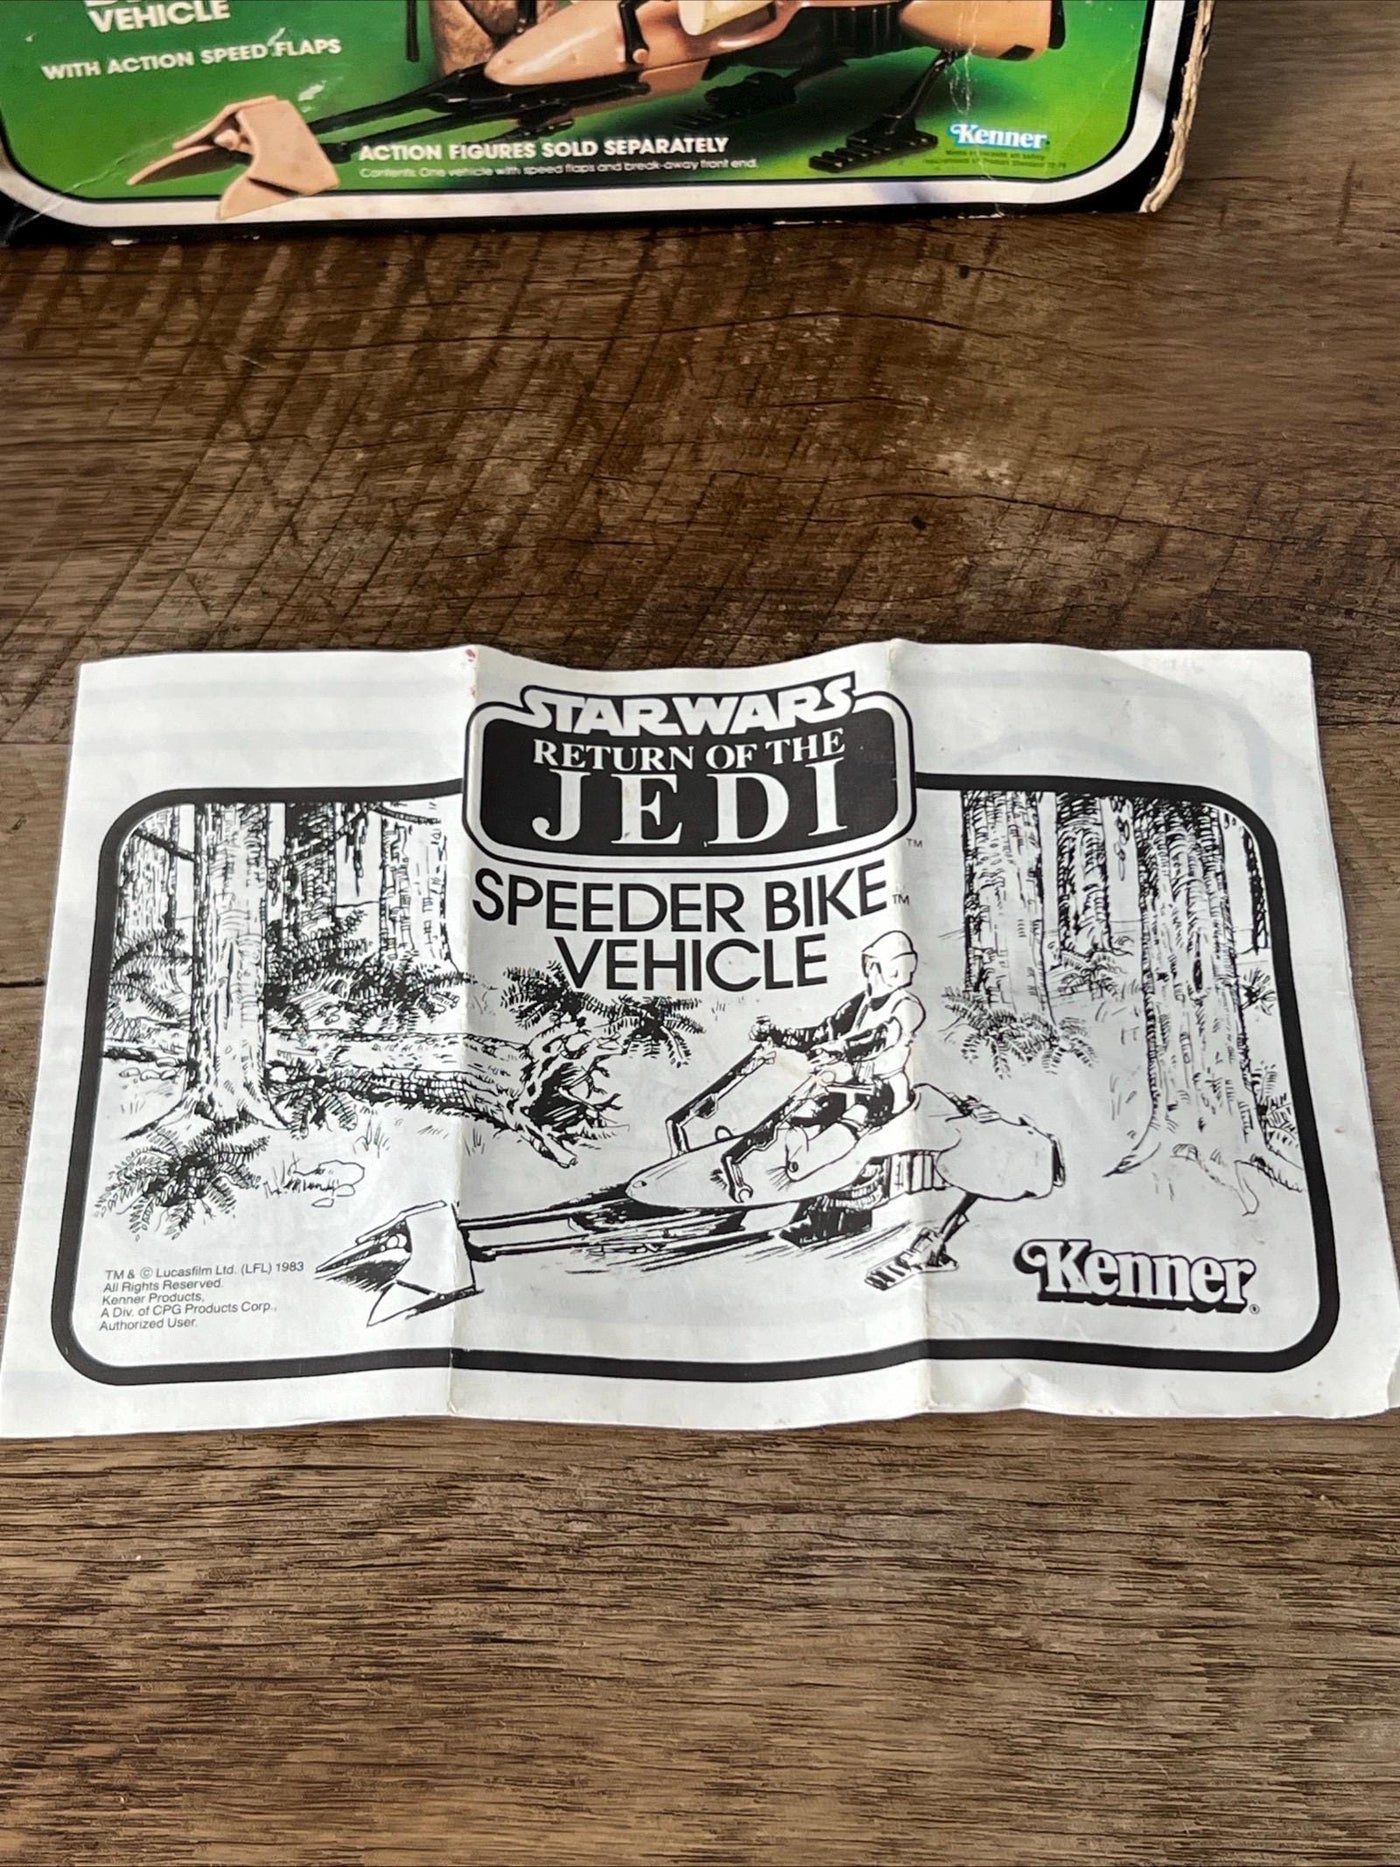 VEHICLE
WITH ACTION SPEED FLAPS
ACTION FIGURES SOLD SEPARATELY
Contents: One vehicle with speed flaps and break-away front end.
Kenner
STAR WARS
RETURN OF THE
JEDI
TM
SPEEDER BIKE TM
VEHICLE
TM & © Lucasfilm Ltd. (LFL) 1983
All Rights Reserved.
Kenner Products,
A Div. of CPG Products Corp.,
Authorized User.
Kenner®